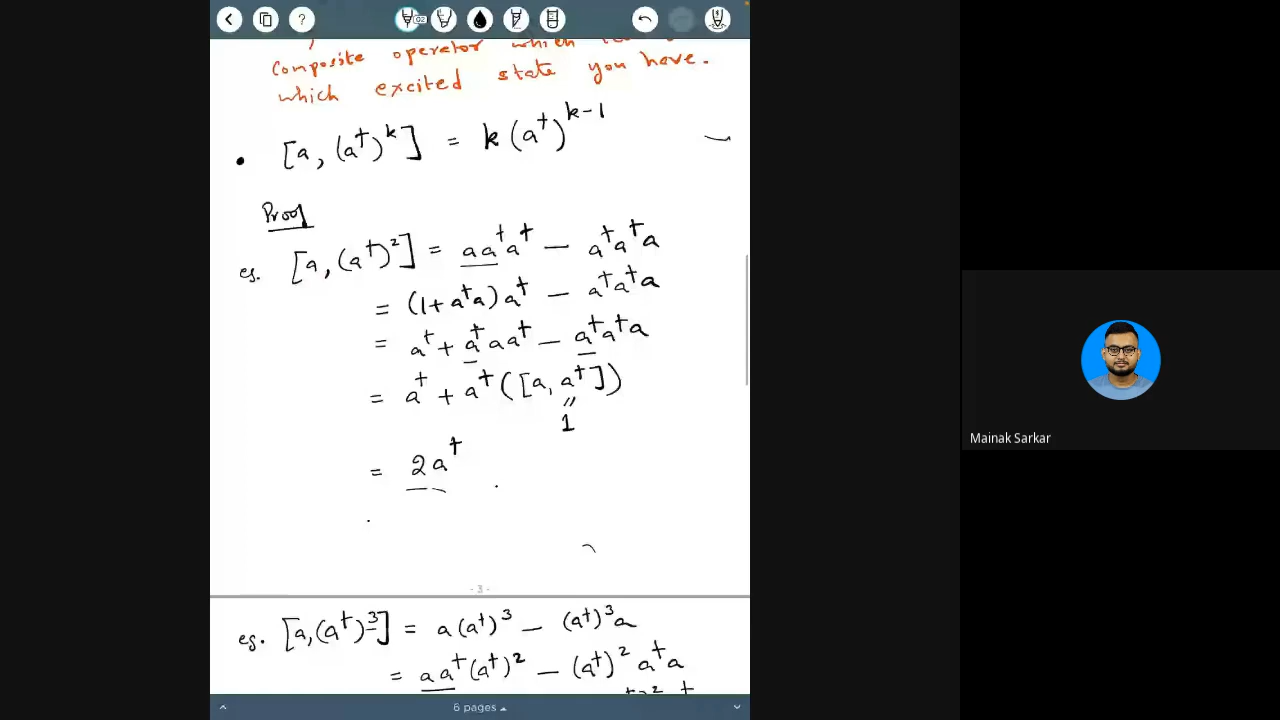 composite operator which
which excited state you have.
• [a, (a†)^k] = k(a†)^{k-1}
Proof
eg. [a, (a†)²] = aa†a† — a†a†a
= (1+a†a)a† — a†a†a
= a† + a†aa† — a†a†a
= a† + a†([a, a†])
"
1
= 2a†
- 3 -
eg. [a,(a†)³] = a(a†)³ — (a†)³a
= aa†(a†)² — (a†)² a†a
6 pages
Mainak Sarkar